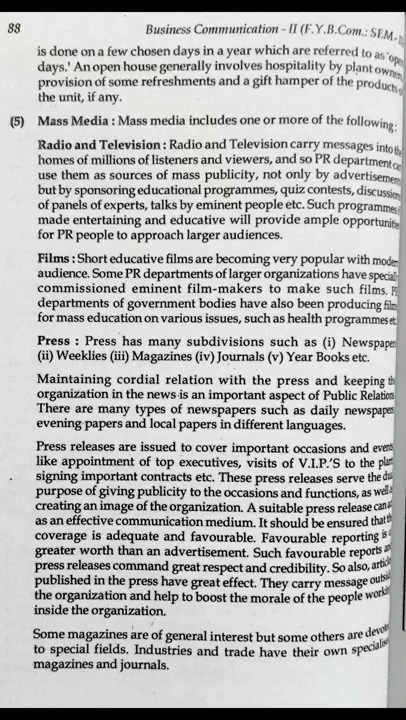 88 Business Communication - II (F.Y.B.Com.: SEM-II
is done on a few chosen days in a year which are referred to as 'open
days.' An open house generally involves hospitality by plant owners,
provision of some refreshments and a gift hamper of the products of
the unit, if any.
(5) Mass Media : Mass media includes one or more of the following:
Radio and Television : Radio and Television carry messages into the
homes of millions of listeners and viewers, and so PR department can
use them as sources of mass publicity, not only by advertisement
but by sponsoring educational programmes, quiz contests, discussion
of panels of experts, talks by eminent people etc. Such programmes
made entertaining and educative will provide ample opportunities
for PR people to approach larger audiences.
Films : Short educative films are becoming very popular with modern
audience. Some PR departments of larger organizations have special
commissioned eminent film-makers to make such films.
departments of government bodies have also been producing film
for mass education on various issues, such as health programmes etc
Press : Press has many subdivisions such as (i) Newspaper
(ii) Weeklies (iii) Magazines (iv) Journals (v) Year Books etc.
Maintaining cordial relation with the press and keeping the
organization in the news is an important aspect of Public Relation
There are many types of newspapers such as daily newspapers
evening papers and local papers in different languages.
Press releases are issued to cover important occasions and events
like appointment of top executives, visits of V.I.P.'S to the plant
signing important contracts etc. These press releases serve the dual
purpose of giving publicity to the occasions and functions, as well as
creating an image of the organization. A suitable press release can
as an effective communication medium. It should be ensured that the
coverage is adequate and favourable. Favourable reporting is
greater worth than an advertisement. Such favourable reports
press releases command great respect and credibility. So also, article
published in the press have great effect. They carry message outside
the organization and help to boost the morale of the people working
inside the organization.
Some magazines are of general interest but some others are devoted
to special fields. Industries and trade have their own
magazines and journals.